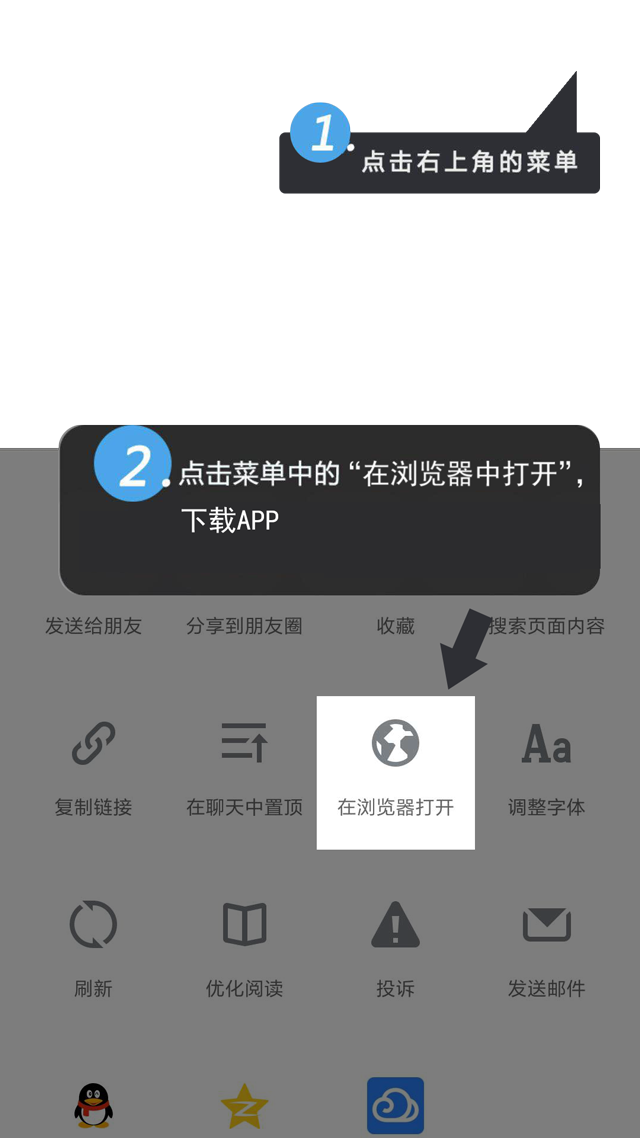 1.
点击右上角的菜单
2.
点击菜单中的“在浏览器中打开”,
下载APP
发送给朋友 分享到朋友圈 收藏 搜索页面内容
Aa
复制链接 在聊天中置顶 在浏览器打开 调整字体
刷新 优化阅读 投诉 发送邮件